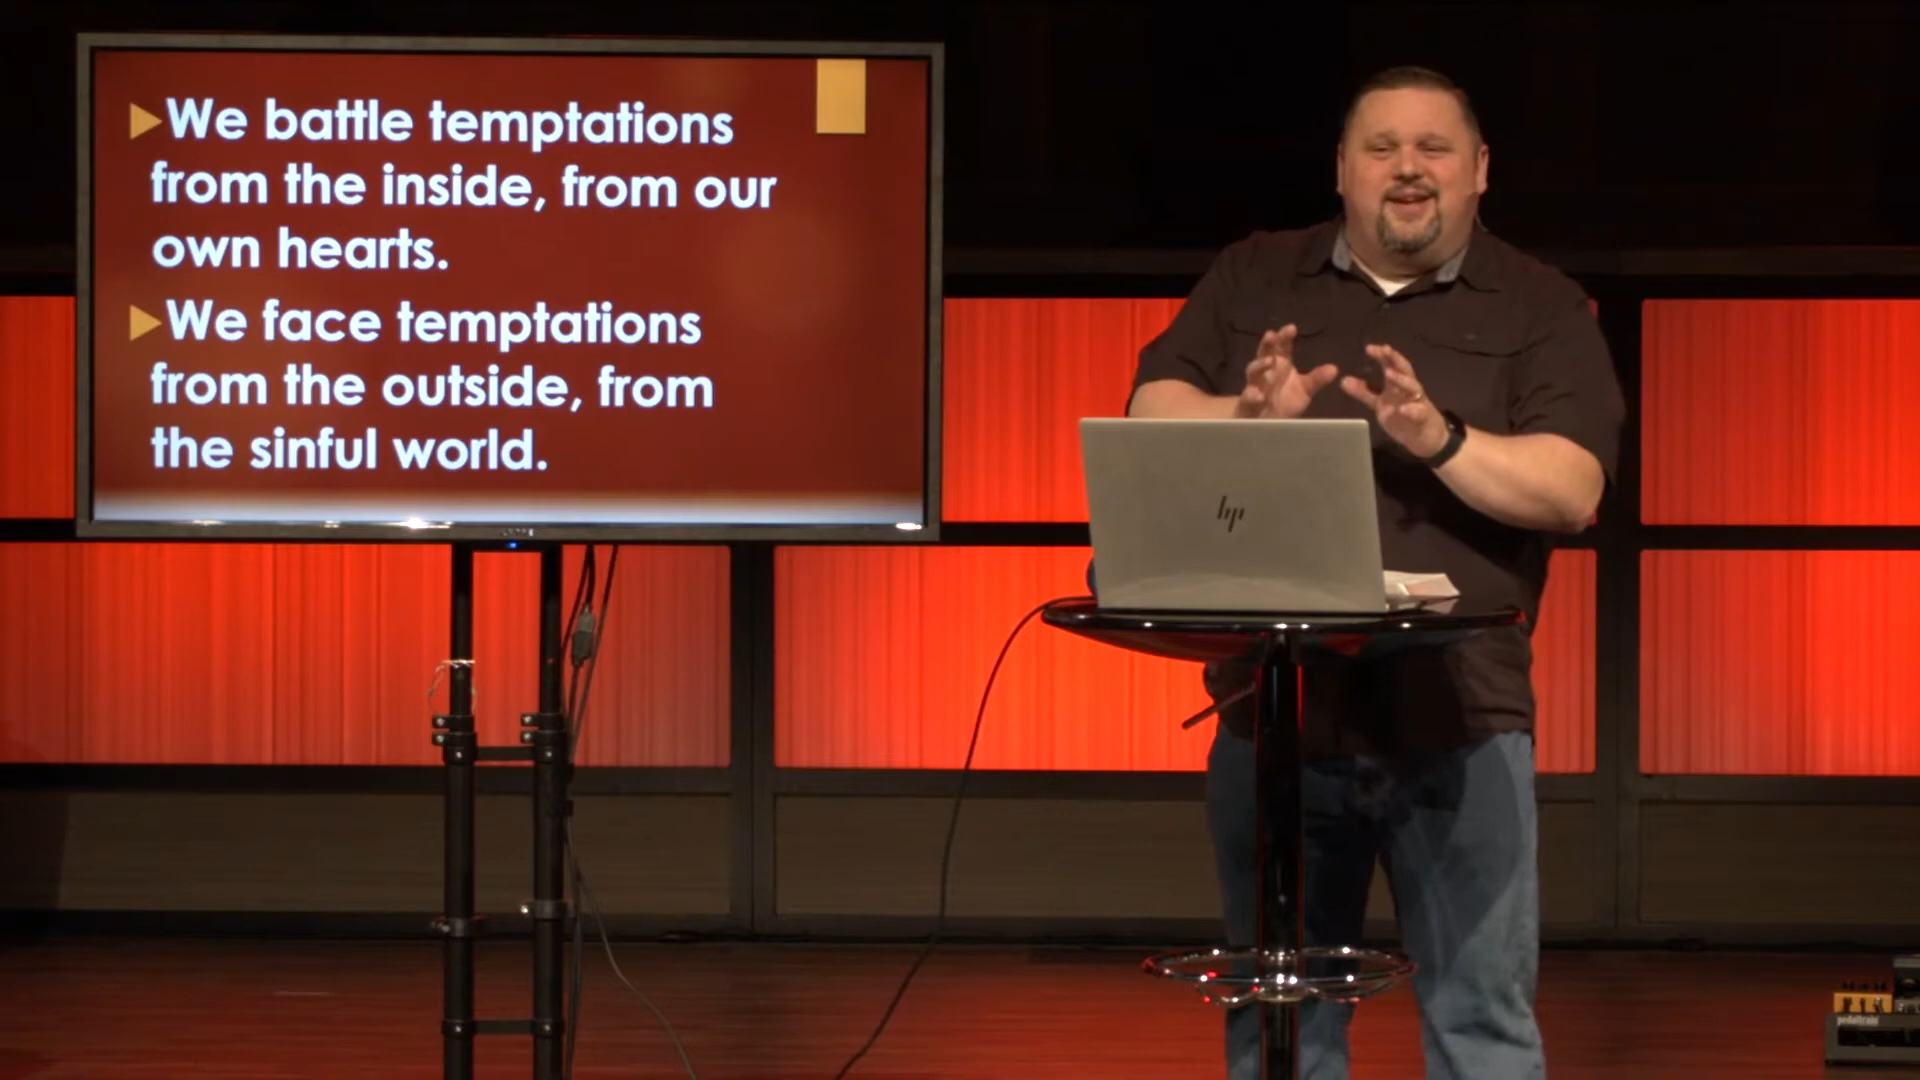 We battle temptations
from the inside, from our
own hearts.
We face temptations
from the outside, from
the sinful world.
hp
pedaltrain